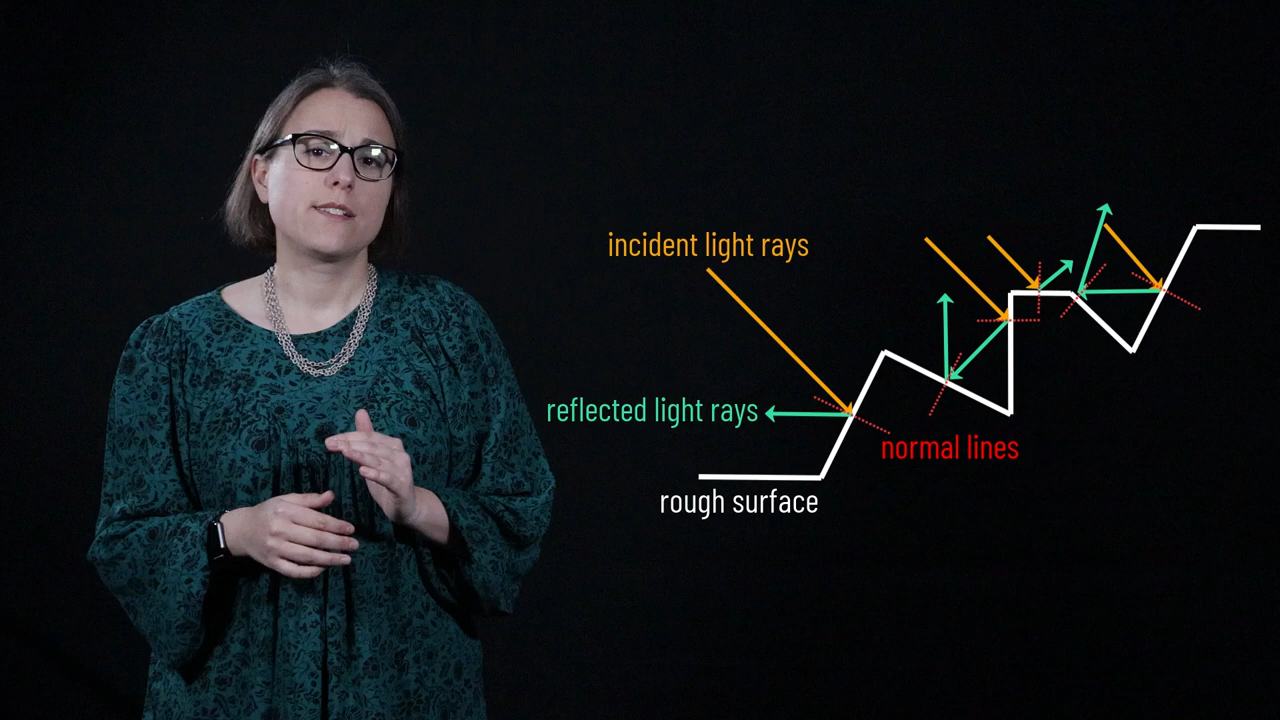 incident light rays
reflected light rays
normal lines
rough surface